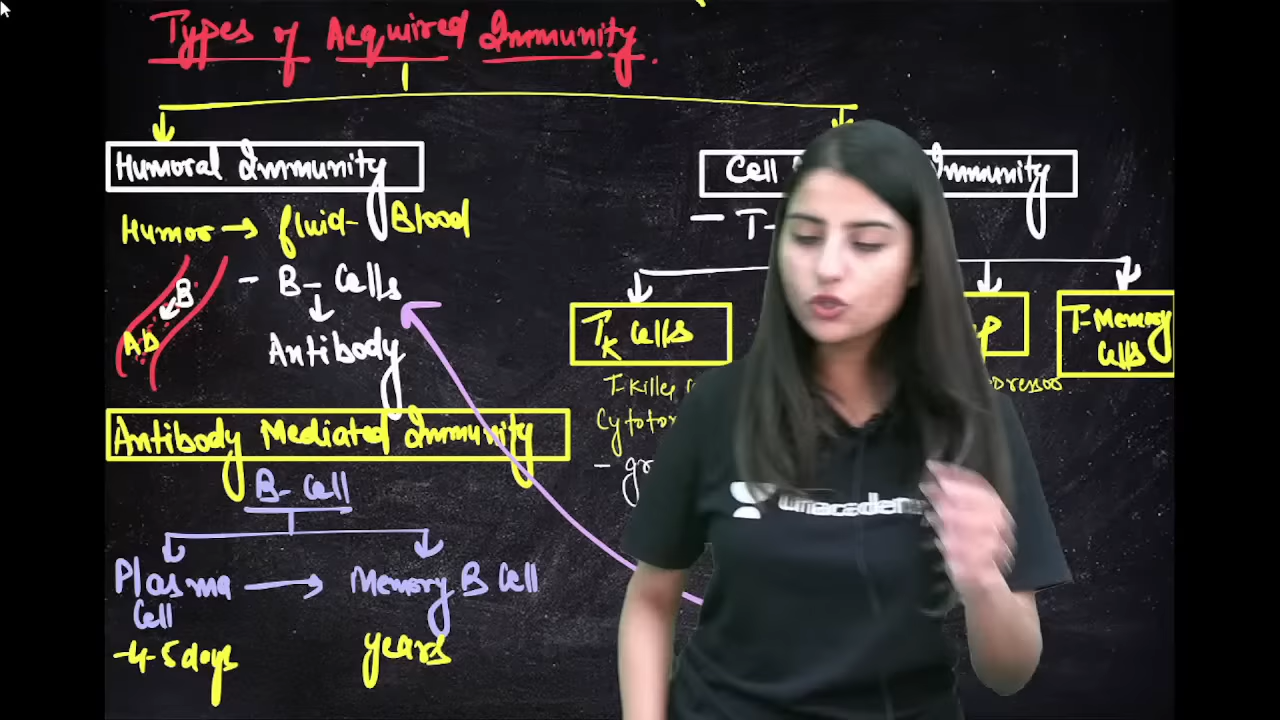 Types of Acquired Immunity.
Humoral Immunity
Humor → fluid - Blood
- B - Cells
B
Ab
Antibody
Antibody Mediated Immunity
B - Cell
Plasma Cell → Memory B Cell
4-5 days
years
Cell
Immunity
- T-
TK Cells
T-Memory
Cells
T-Killer
unacadem